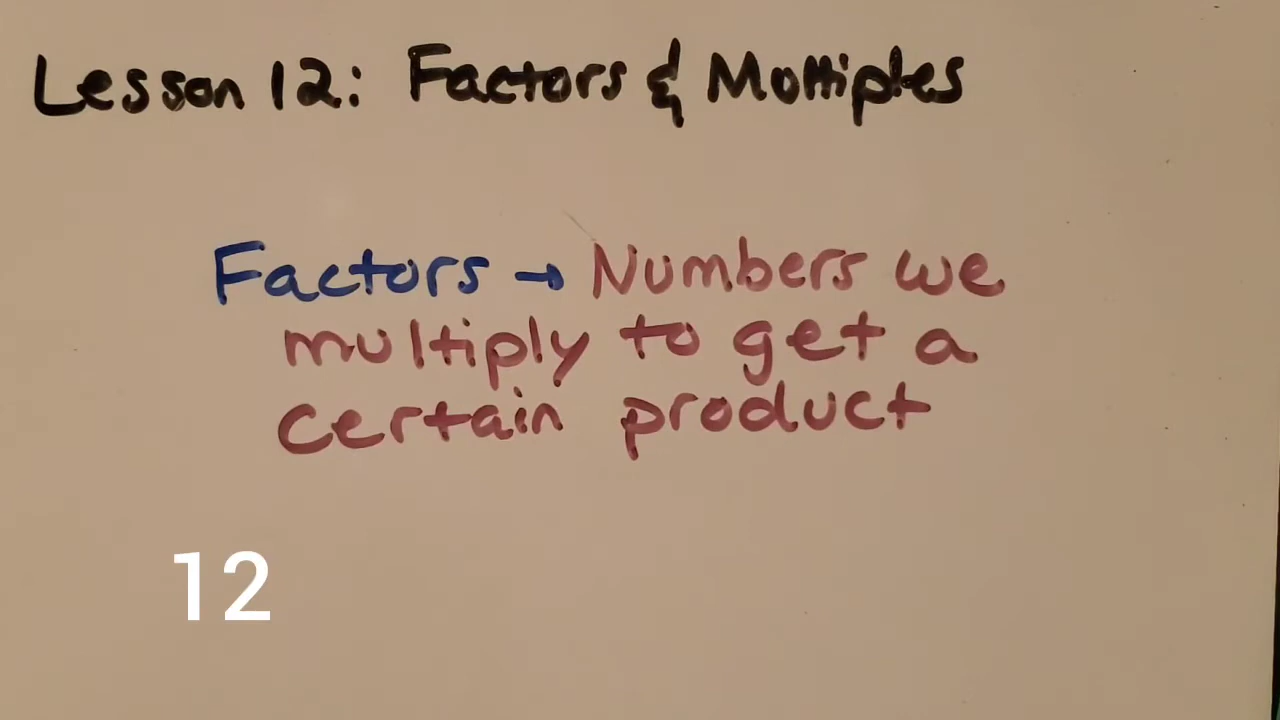 Lesson 12: Factors & Multiples
Factors → Numbers we
multiply to get a
certain product
12